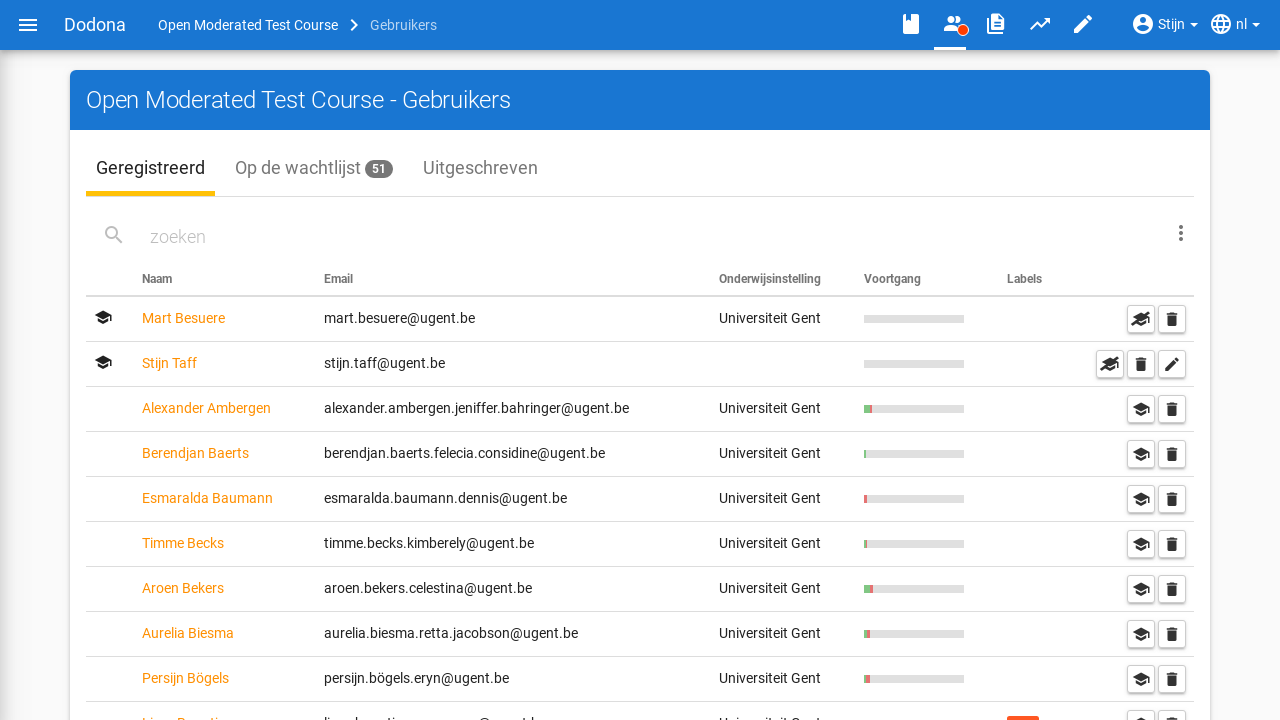 Dodona Open Moderated Test Course Gebruikers Stijn nl
Open Moderated Test Course - Gebruikers
Geregistreerd Op de wachtlijst 51 Uitgeschreven
zoeken
Naam Email Onderwijsinstelling Voortgang Labels
Mart Besuere mart.besuere@ugent.be Universiteit Gent
Stijn Taff stijn.taff@ugent.be
Alexander Ambergen alexander.ambergen.jeniffer.bahringer@ugent.be Universiteit Gent
Berendjan Baerts berendjan.baerts.felecia.considine@ugent.be Universiteit Gent
Esmaralda Baumann esmaralda.baumann.dennis@ugent.be Universiteit Gent
Timme Becks timme.becks.kimberely@ugent.be Universiteit Gent
Aroen Bekers aroen.bekers.celestina@ugent.be Universiteit Gent
Aurelia Biesma aurelia.biesma.retta.jacobson@ugent.be Universiteit Gent
Persijn Bögels persijn.bögels.eryn@ugent.be Universiteit Gent